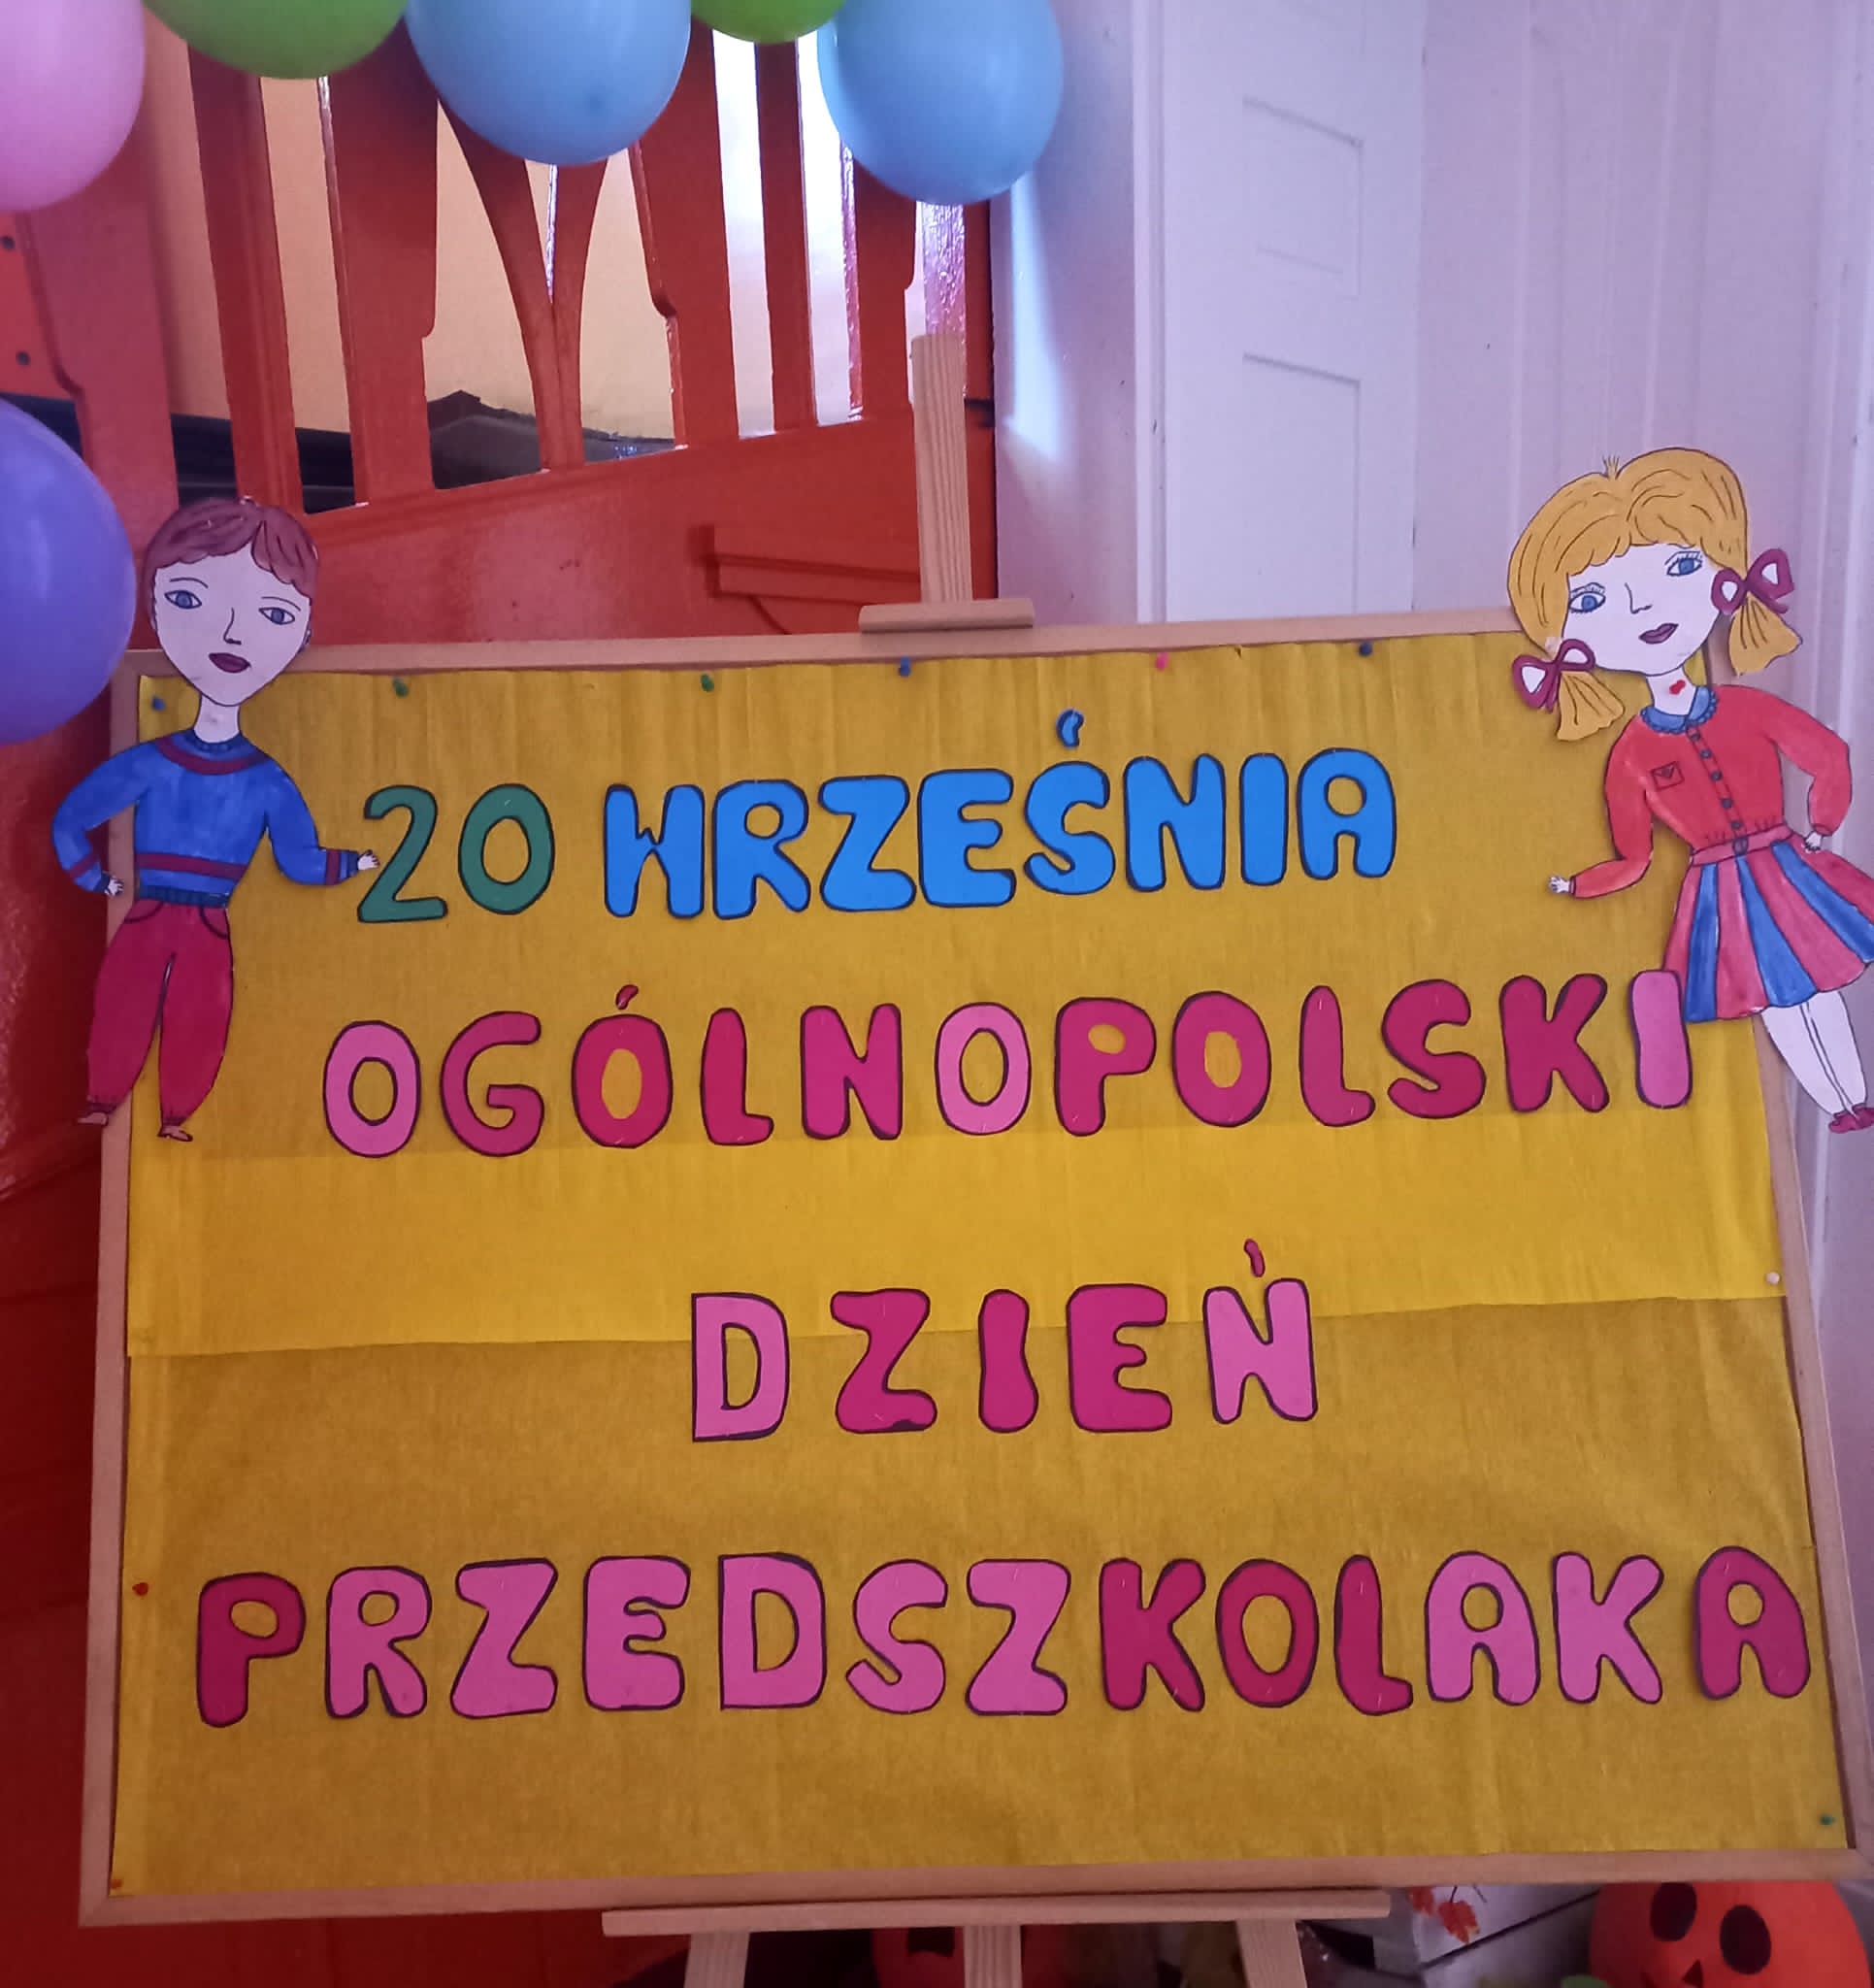 20 WRZEŚNIA
OGÓLNOPOLSKI
DZIEŃ
PRZEDSZKOLAKA